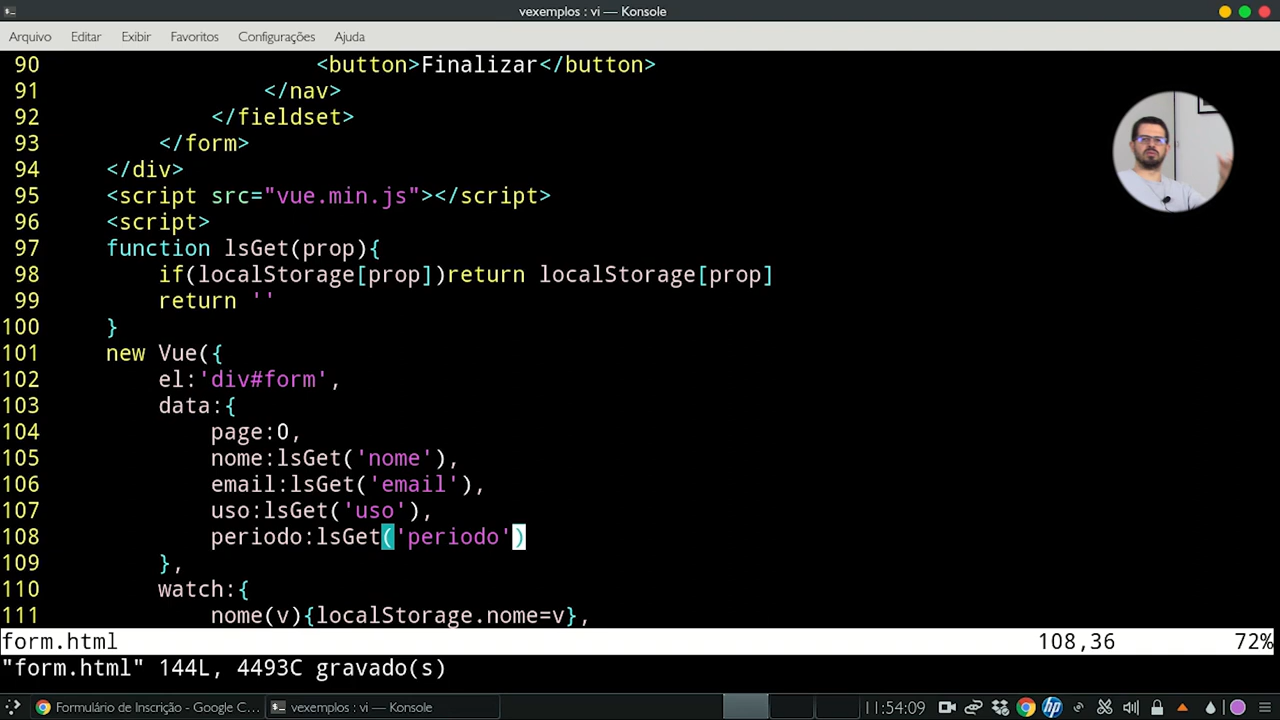 vexemplos : vi — Konsole
Arquivo Editar Exibir Favoritos Configurações Ajuda
90 <button>Finalizar</button>
91 </nav>
92 </fieldset>
93 </form>
94 </div>
95 <script src="vue.min.js"></script>
96 <script>
97 function lsGet(prop){
98 if(localStorage[prop])return localStorage[prop]
99 return ''
100 }
101 new Vue({
102 el:'div#form',
103 data:{
104 page:0,
105 nome:lsGet('nome'),
106 email:lsGet('email'),
107 uso:lsGet('uso'),
108 periodo:lsGet('periodo')
109 },
110 watch:{
111 nome(v){localStorage.nome=v},
form.html 108,36 72%
"form.html" 144L, 4493C gravado(s)
Formulário de Inscrição - Google C... vexemplos : vi — Konsole 11:54:09